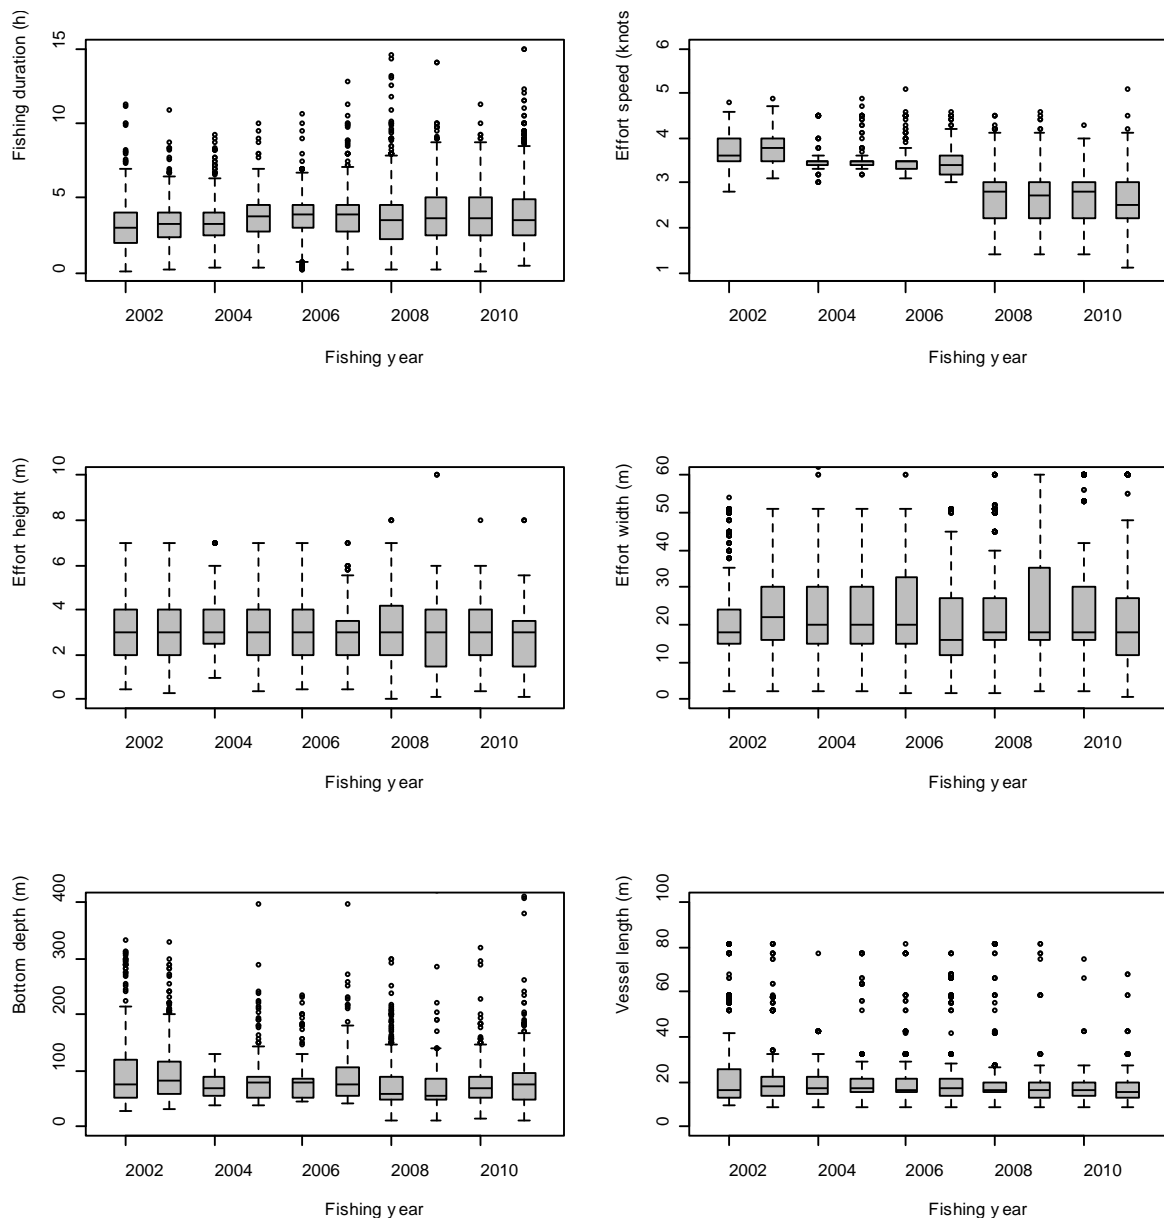 Fishing duration (h)
15
10
5
0
2002 2004 2006 2008 2010
Fishing year
Effort speed (knots
6
5
4
3
2
1
2002 2004 2006 2008 2010
Fishing year
Effort height (m)
10
8
6
4
2
0
2002 2004 2006 2008 2010
Fishing year
Effort width (m)
60
50
40
30
20
10
0
2002 2004 2006 2008 2010
Fishing year
Bottom depth (m)
400
300
200
100
0
2002 2004 2006 2008 2010
Fishing year
Vessel length (m)
100
80
60
40
20
0
2002 2004 2006 2008 2010
Fishing year